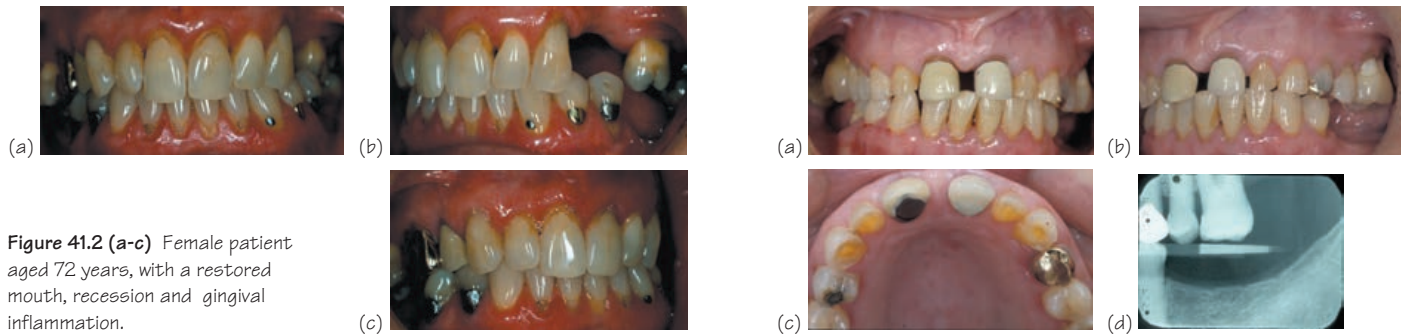 (a)
(b)
(a)
(b)
Figure 41.2 (a-c) Female patient
aged 72 years, with a restored
mouth, recession and gingival
inflammation.
(c)
(c)
(d)